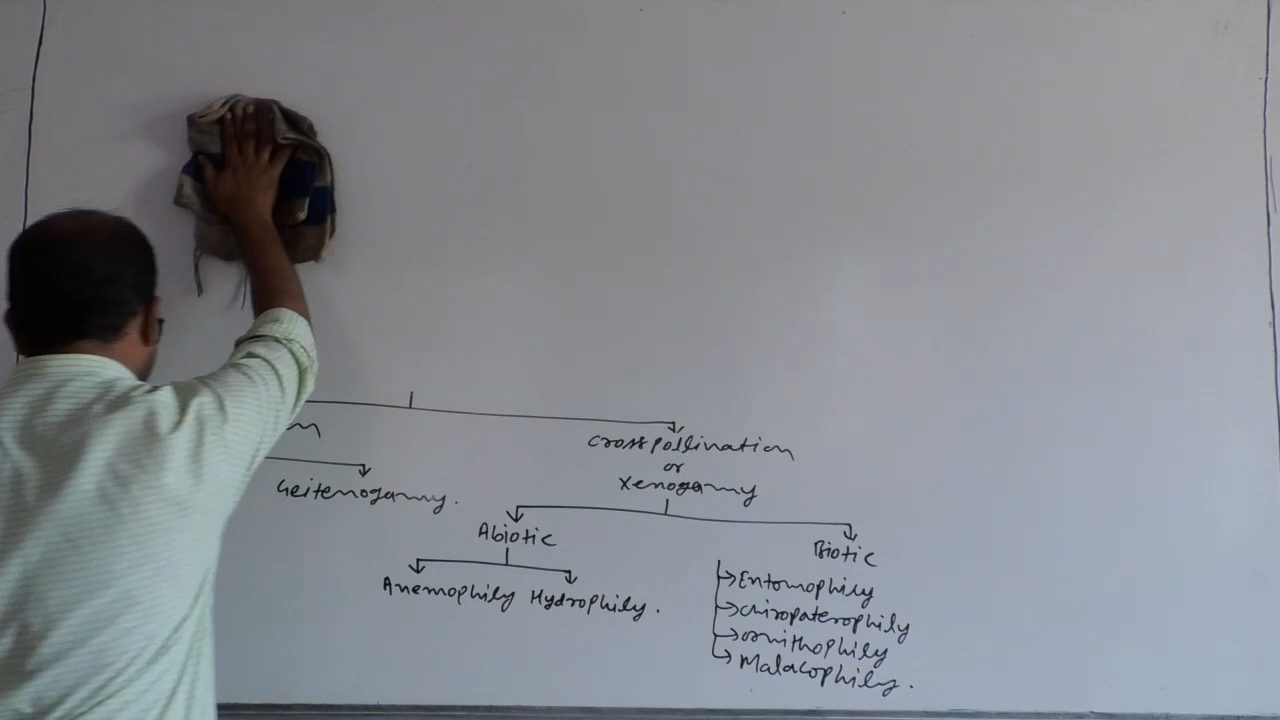 Cross pollination
or
Xenogamy
Geitenogamy.
Abiotic
Biotic
Anemophily Hydrophily.
Entomophily
chiropaterophily
ornithophily
Malacophily.